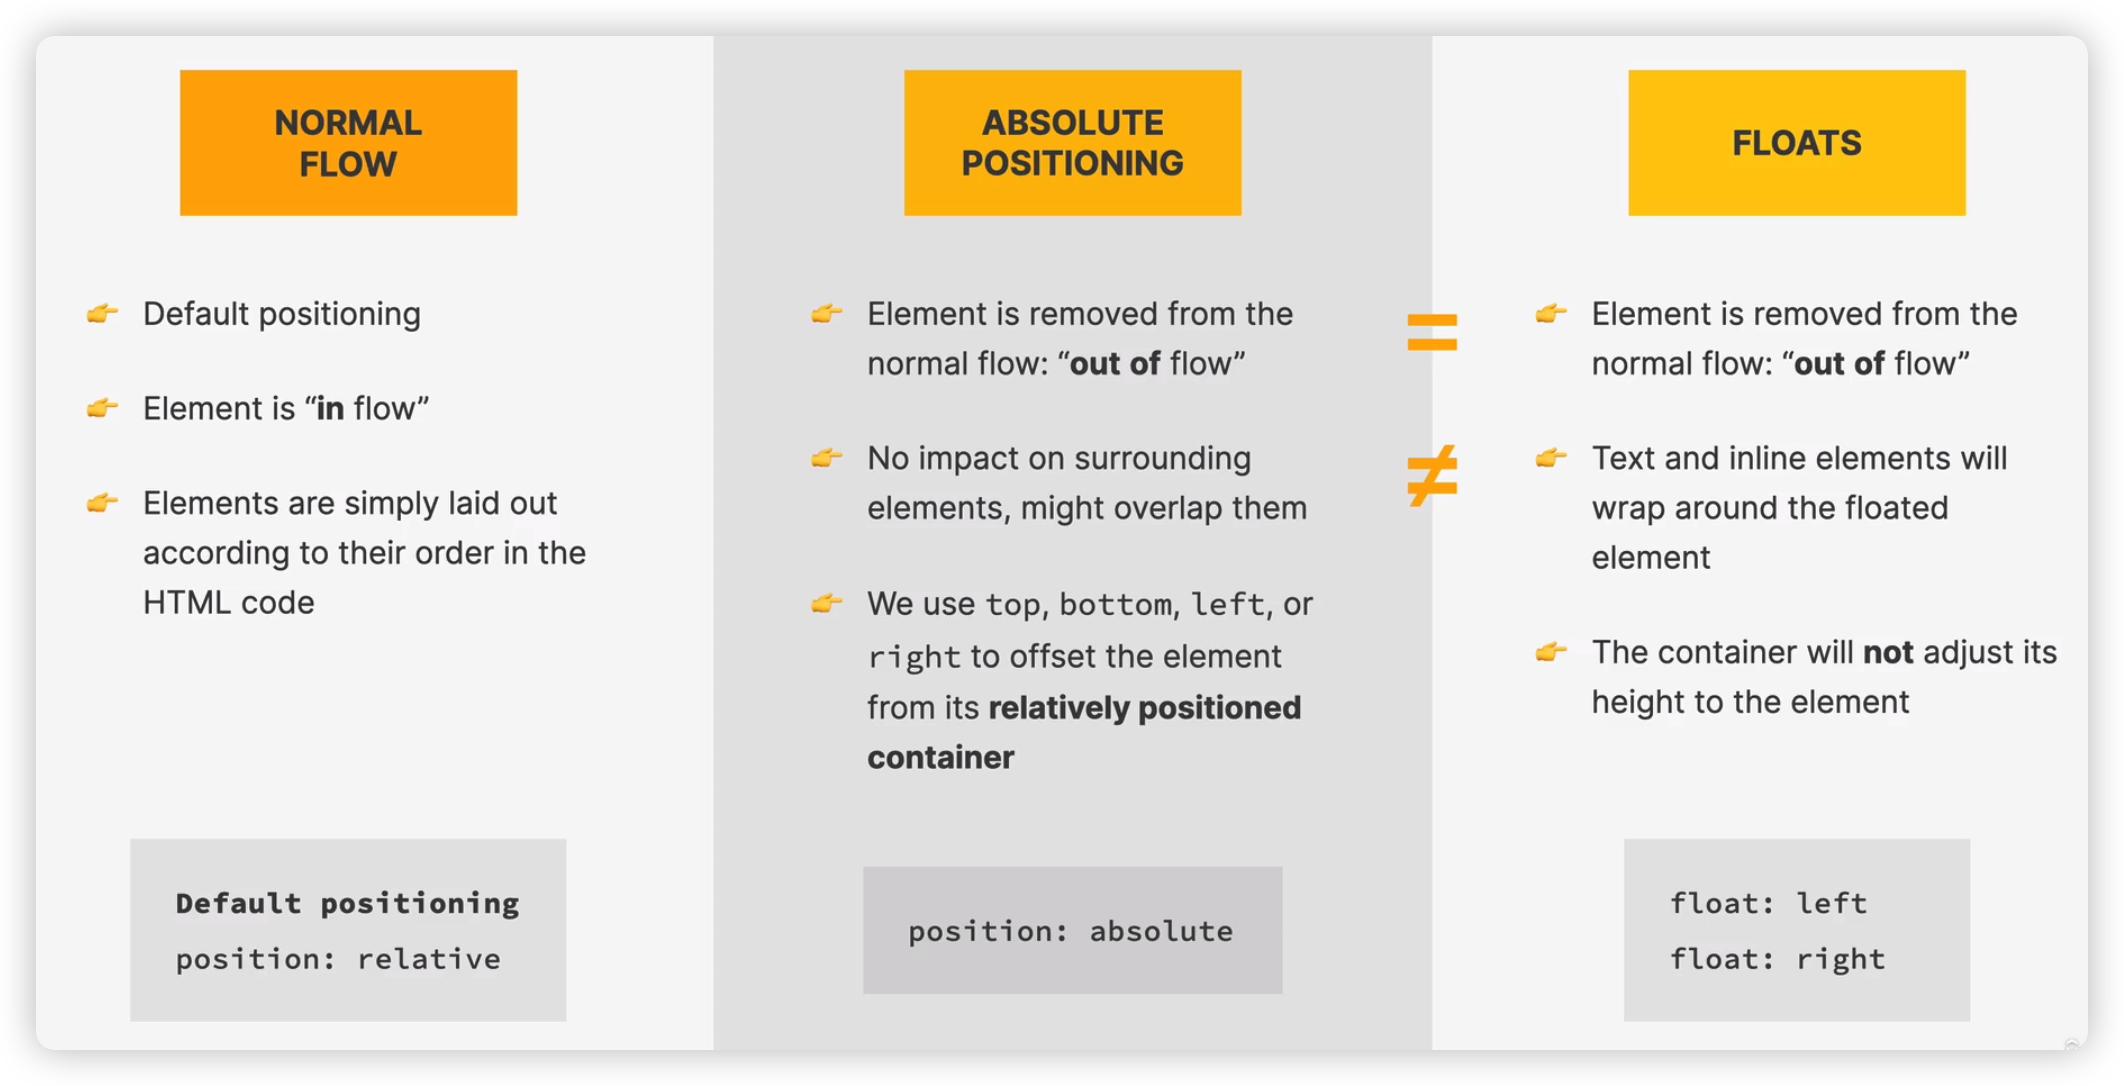 NORMAL
FLOW
👉 Default positioning
👉 Element is “in flow”
👉 Elements are simply laid out
according to their order in the
HTML code
Default positioning
position: relative
ABSOLUTE
POSITIONING
👉 Element is removed from the
normal flow: “out of flow”
👉 No impact on surrounding
elements, might overlap them
👉 We use top, bottom, left, or
right to offset the element
from its relatively positioned
container
position: absolute
=
≠
FLOATS
👉 Element is removed from the
normal flow: “out of flow”
👉 Text and inline elements will
wrap around the floated
element
👉 The container will not adjust its
height to the element
float: left
float: right